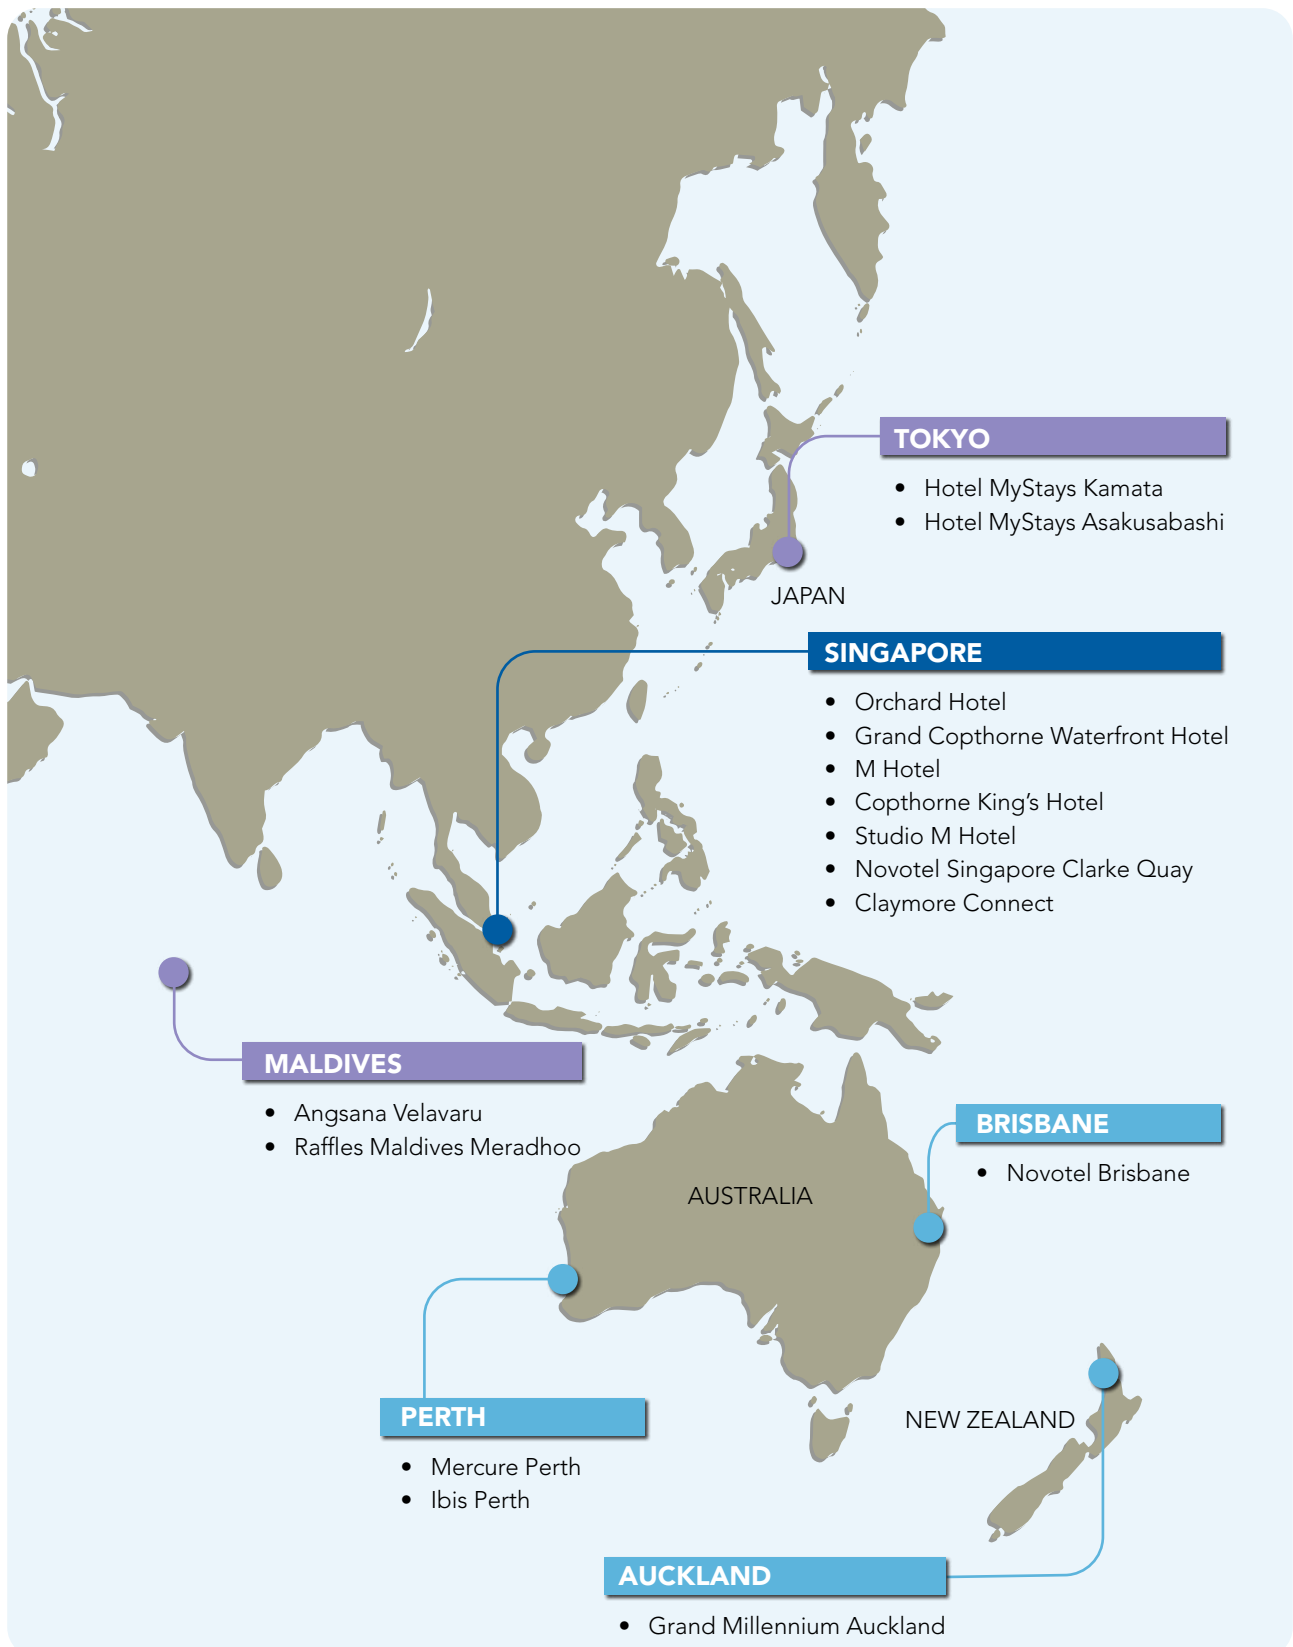 TOKYO
• Hotel MyStays Kamata
• Hotel MyStays Asakusabashi
JAPAN
SINGAPORE
• Orchard Hotel
• Grand Copthorne Waterfront Hotel
• M Hotel
• Copthorne King’s Hotel
• Studio M Hotel
• Novotel Singapore Clarke Quay
• Claymore Connect
MALDIVES
• Angsana Velavaru
• Raffles Maldives Meradhoo
BRISBANE
• Novotel Brisbane
AUSTRALIA
PERTH
• Mercure Perth
• Ibis Perth
NEW ZEALAND
AUCKLAND
• Grand Millennium Auckland